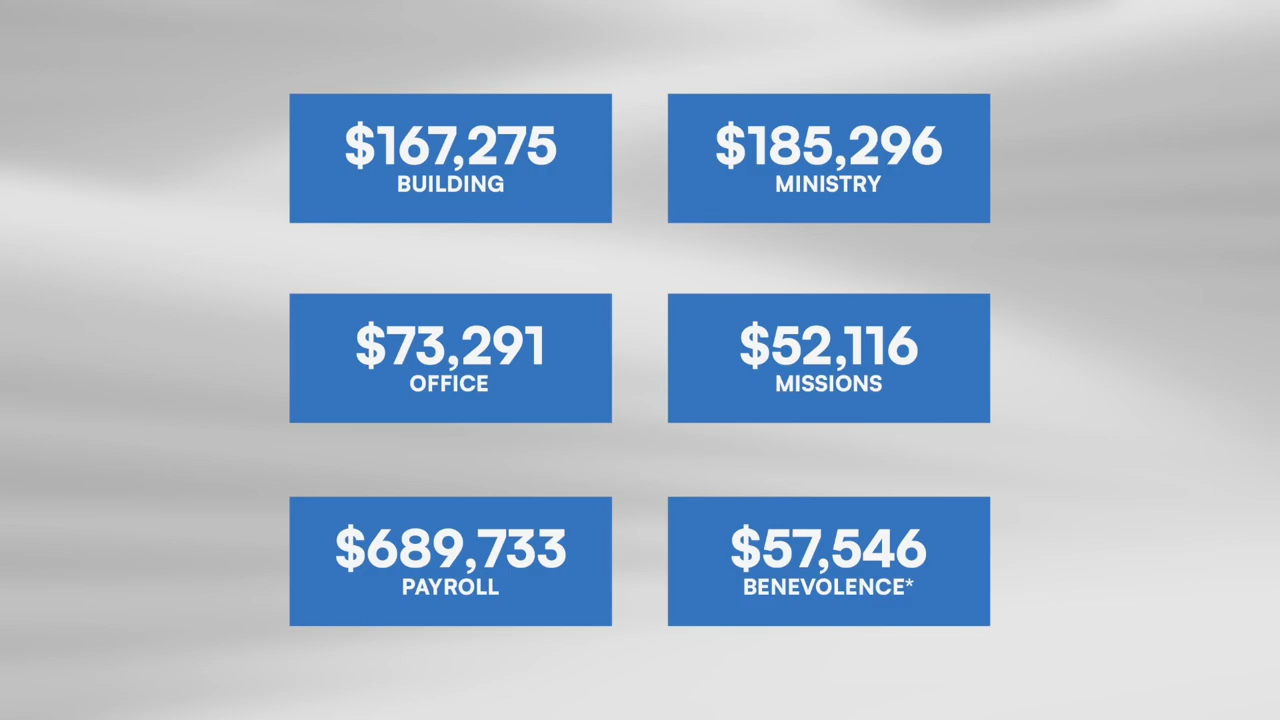 $167,275
BUILDING
$185,296
MINISTRY
$73,291
OFFICE
$52,116
MISSIONS
$689,733
PAYROLL
$57,546
BENEVOLENCE*